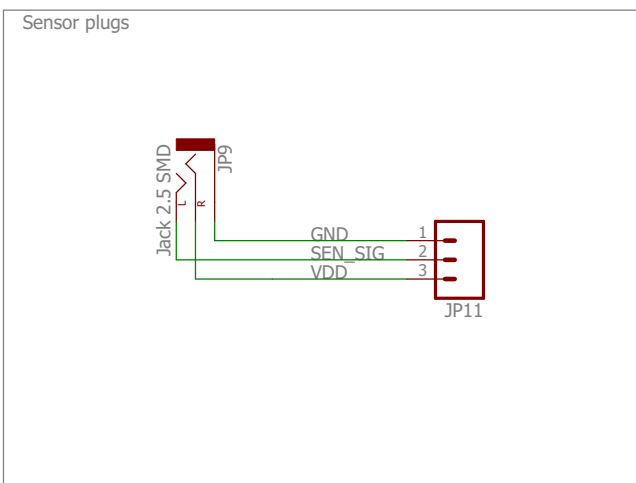 Sensor plugs
Jack 2.5 SMD
L
R
JP9
GND
1
SEN_SIG
2
VDD
3
JP11